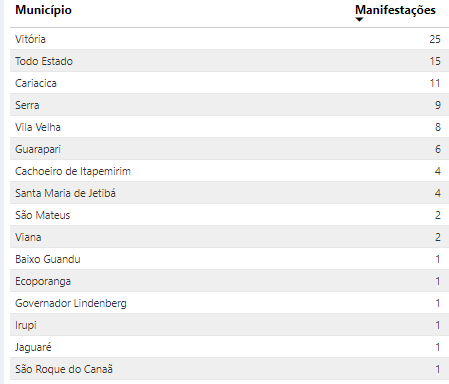 Município Manifestações
Vitória 25
Todo Estado 15
Cariacica 11
Serra 9
Vila Velha 8
Guarapari 6
Cachoeiro de Itapemirim 4
Santa Maria de Jetibá 4
São Mateus 2
Viana 2
Baixo Guandu 1
Ecoporanga 1
Governador Lindenberg 1
Irupi 1
Jaguaré 1
São Roque do Canaã 1